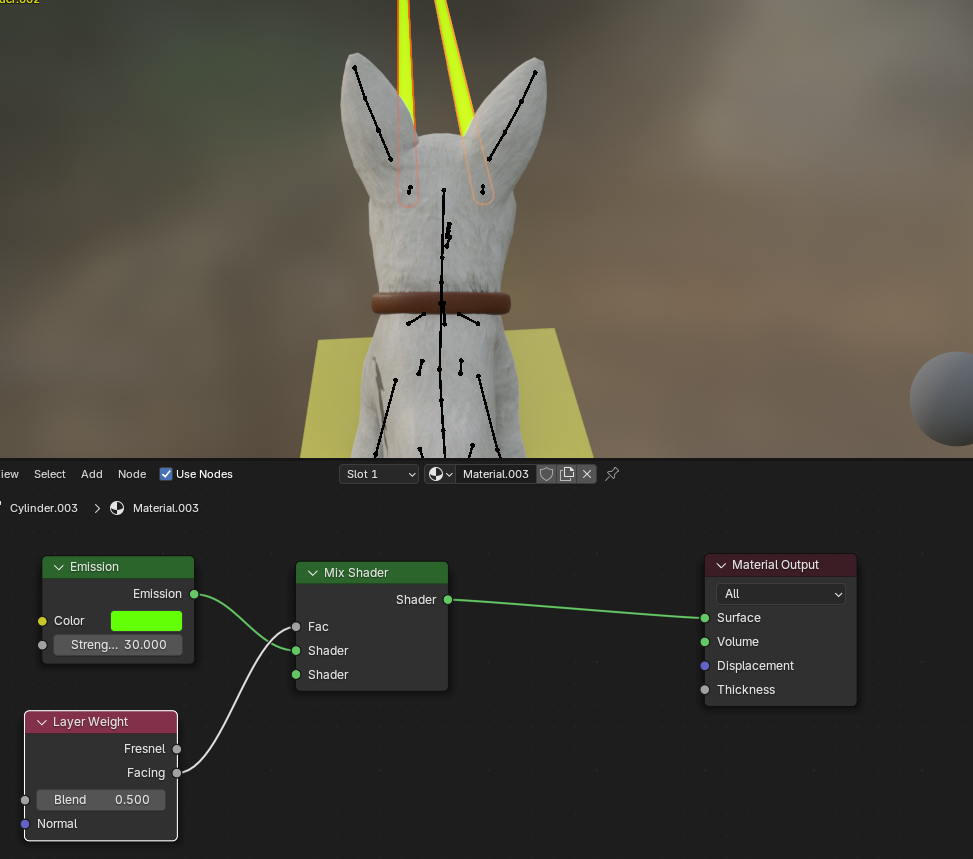 View Select Add Node Use Nodes Slot 1 Material.003
Cylinder.003 > Material.003
Emission
Emission
Color
Streng... 30.000
Mix Shader
Shader
Fac
Shader
Shader
Material Output
All
Surface
Volume
Displacement
Thickness
Layer Weight
Fresnel
Facing
Blend 0.500
Normal